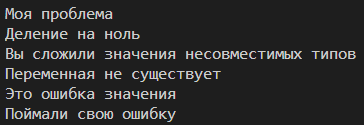 Моя проблема
Деление на ноль
Вы сложили значения несовместимых типов
Переменная не существует
Это ошибка значения
Поймали свою ошибку